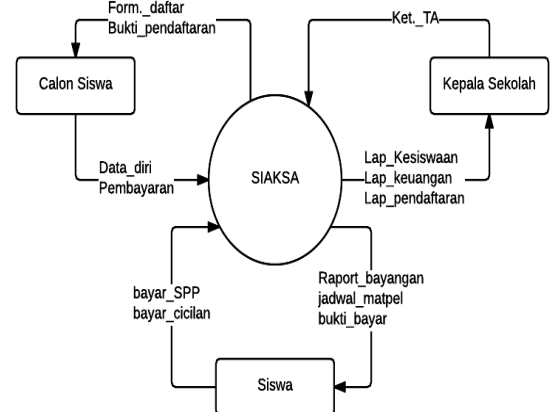 Form._daftar
Bukti_pendaftaran
Ket._TA
Calon Siswa
Kepala Sekolah
Data_diri
Pembayaran
SIAKSA
Lap_Kesiswaan
Lap_keuangan
Lap_pendaftaran
bayar_SPP
bayar_cicilan
Raport_bayangan
jadwal_matpel
bukti_bayar
Siswa